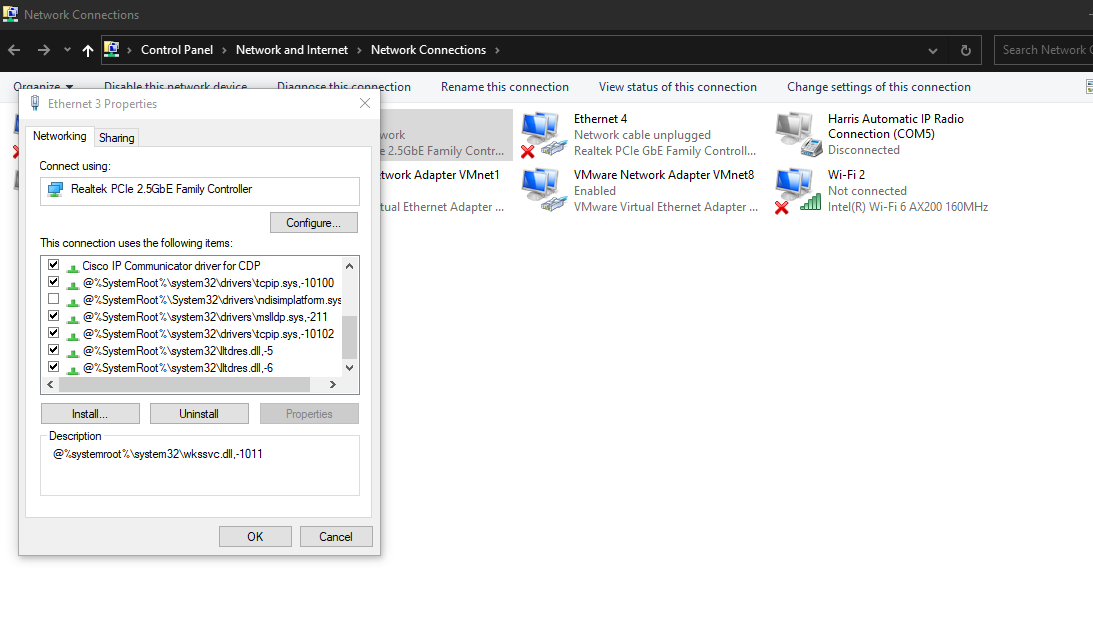 Network Connections
Control Panel > Network and Internet > Network Connections >
Search Network C
Organize Disable this network device Diagnose this connection Rename this connection View status of this connection Change settings of this connection
Ethernet 3 Properties
Networking Sharing
Connect using:
Realtek PCIe 2.5GbE Family Controller
Configure...
This connection uses the following items:
Cisco IP Communicator driver for CDP
@%SystemRoot%\system32\drivers\tcpip.sys,-10100
@%SystemRoot%\System32\drivers\ndisimplatform.sys
@%SystemRoot%\system32\drivers\mslldp.sys,-211
@%SystemRoot%\system32\drivers\tcpip.sys,-10102
@%SystemRoot%\system32\lltdres.dll,-5
@%SystemRoot%\system32\lltdres.dll,-6
Install... Uninstall Properties
Description
@%systemroot%\system32\wkssvc.dll,-1011
OK Cancel
work
e 2.5GbE Family Contr...
twork Adapter VMnet1
tual Ethernet Adapter ...
Ethernet 4
Network cable unplugged
Realtek PCIe GbE Family Controll...
VMware Network Adapter VMnet8
Enabled
VMware Virtual Ethernet Adapter ...
Harris Automatic IP Radio
Connection (COM5)
Disconnected
Wi-Fi 2
Not connected
Intel(R) Wi-Fi 6 AX200 160MHz